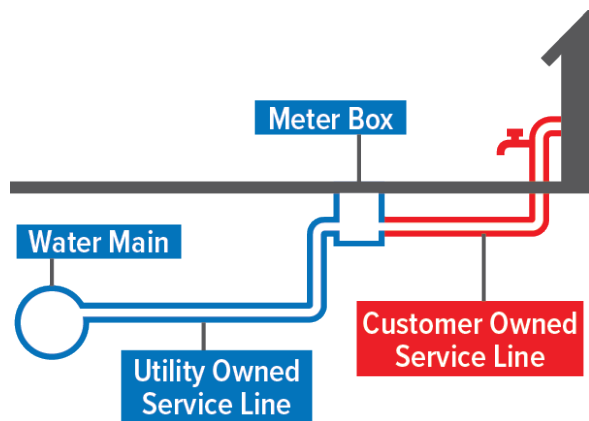 Meter Box
Water Main
Customer Owned
Service Line
Utility Owned
Service Line